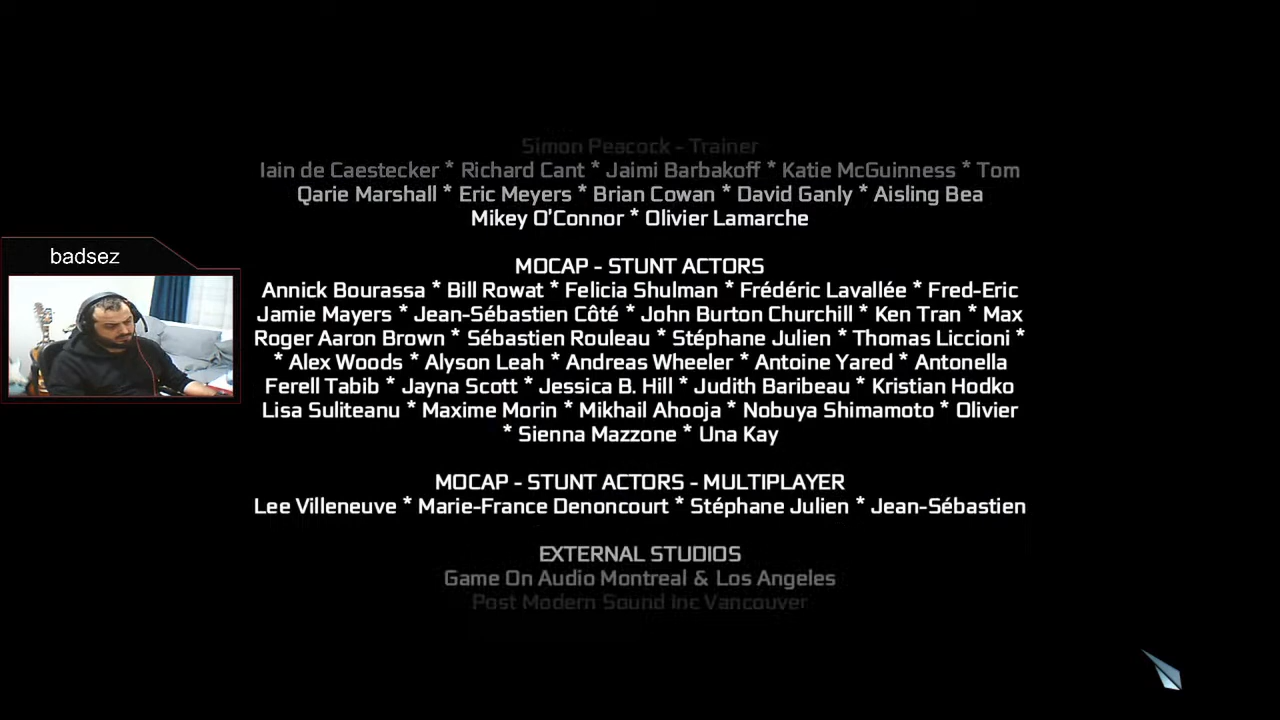 Simon Peacock - Trainer
Iain de Caestecker * Richard Cant * Jaimi Barbakoff * Katie McGuinness * Tom
Qarie Marshall * Eric Meyers * Brian Cowan * David Ganly * Aisling Bea
Mikey O'Connor * Olivier Lamarche
badsez
MOCAP - STUNT ACTORS
Annick Bourassa * Bill Rowat * Felicia Shulman * Frédéric Lavallée * Fred-Eric
Jamie Mayers * Jean-Sébastien Côté * John Burton Churchill * Ken Tran * Max
Roger Aaron Brown * Sébastien Rouleau * Stéphane Julien * Thomas Liccioni *
* Alex Woods * Alyson Leah * Andreas Wheeler * Antoine Yared * Antonella
Ferell Tabib * Jayna Scott * Jessica B. Hill * Judith Baribeau * Kristian Hodko
Lisa Suliteanu * Maxime Morin * Mikhail Ahooja * Nobuya Shimamoto * Olivier
* Sienna Mazzone * Una Kay
MOCAP - STUNT ACTORS - MULTIPLAYER
Lee Villeneuve * Marie-France Denoncourt * Stéphane Julien * Jean-Sébastien
EXTERNAL STUDIOS
Game On Audio Montreal & Los Angeles
Post Modern Sound Inc Vancouver